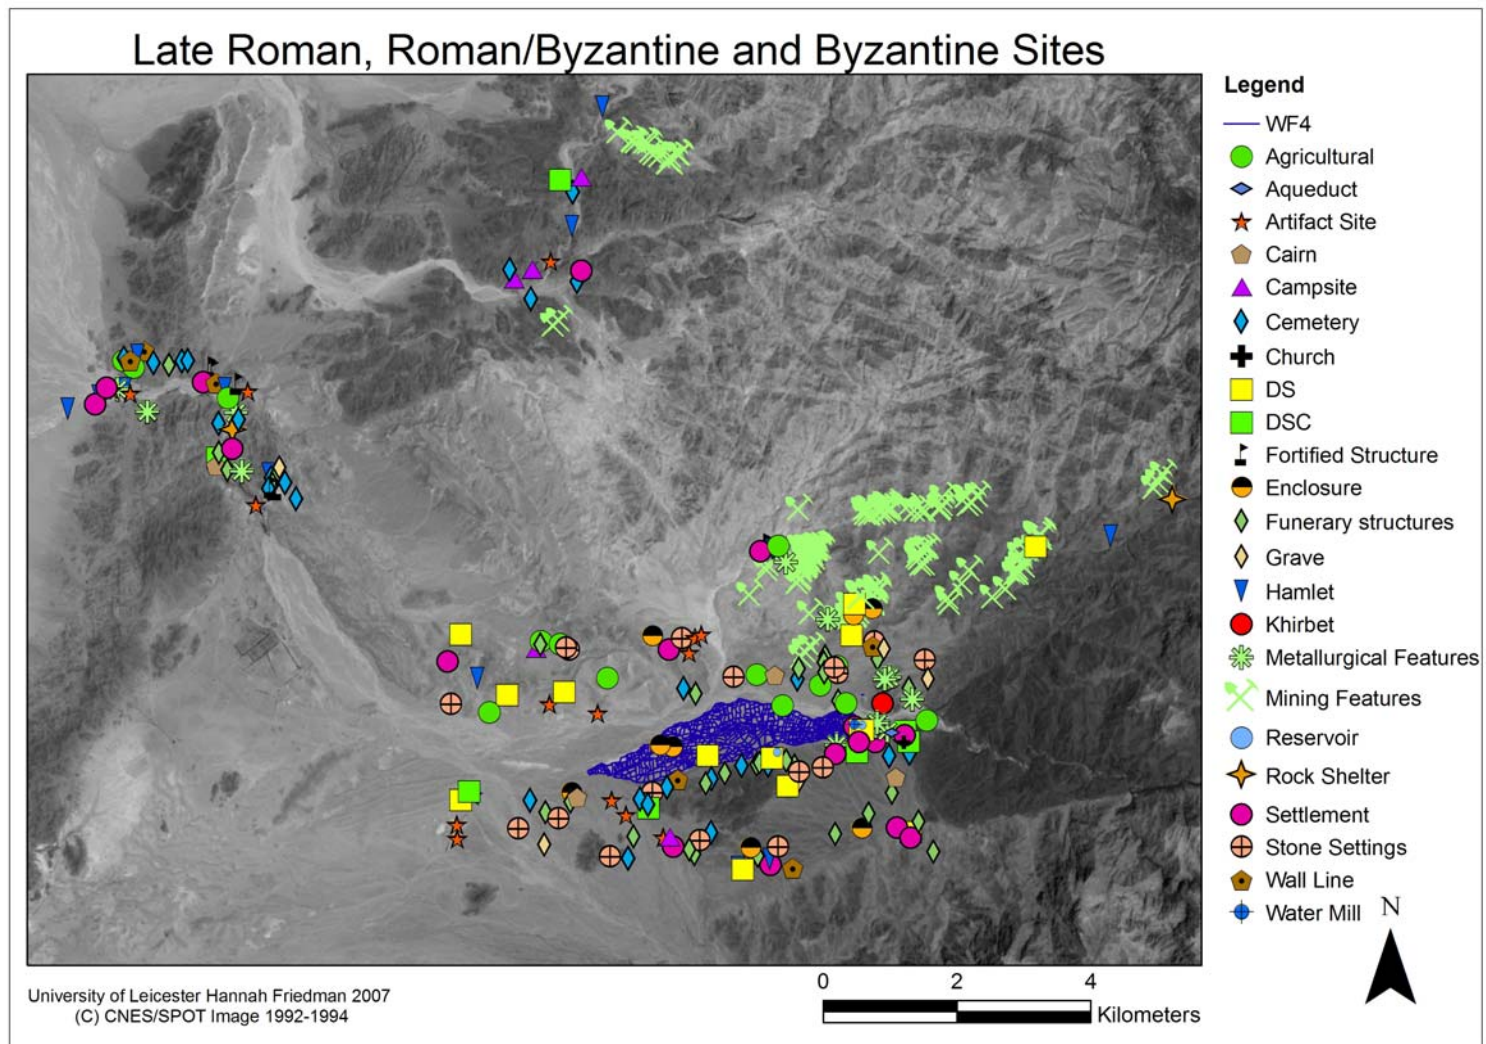 Late Roman, Roman/Byzantine and Byzantine Sites
Legend
WF4
Agricultural
Aqueduct
Artifact Site
Cairn
Campsite
Cemetery
Church
DS
DSC
Fortified Structure
Enclosure
Funerary structures
Grave
Hamlet
Khirbet
Metallurgical Features
Mining Features
Reservoir
Rock Shelter
Settlement
Stone Settings
Wall Line
Water Mill
N
0 2 4
Kilometers
University of Leicester Hannah Friedman 2007
(C) CNES/SPOT Image 1992-1994